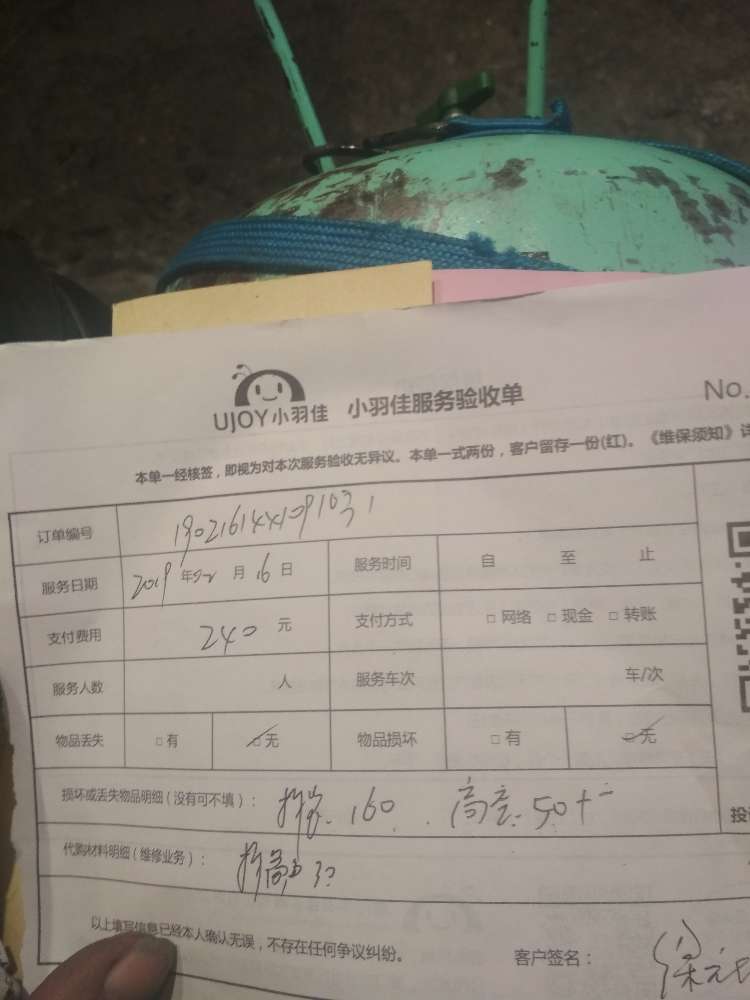 UJOY小羽佳 小羽佳服务验收单
No.
本单一经核签，即视为对本次服务验收无异议。本单一式两份，客户留存一份(红)。《维保须知》详
订单编号
服务日期 2019 年 月 16 日 服务时间 自 至 止
支付费用 240 元 支付方式 □ 网络 □ 现金 □ 转账
服务人数 人 服务车次 车/次
物品丢失 □ 有 □ 无 物品损坏 □ 有 □ 无
损坏或丢失物品明细（没有可不填）： 160 高空 50+
代购材料明细（维修业务）：
投
以上填写信息已经本人确认无误，不存在任何争议纠纷。
客户签名：